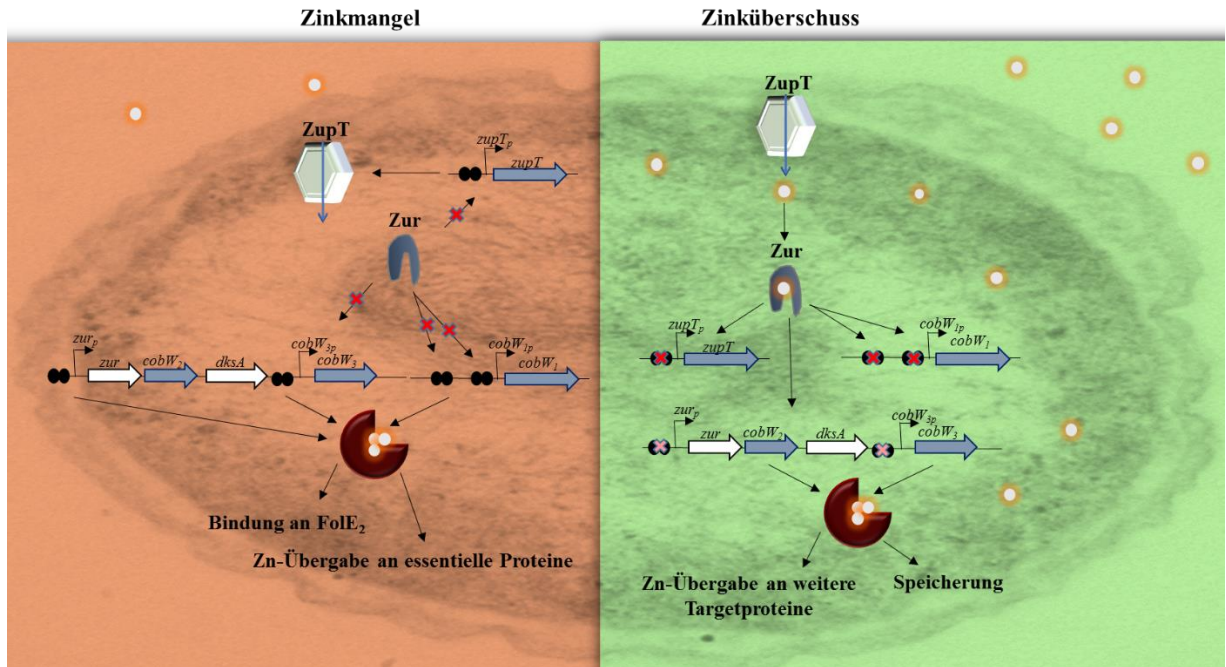 Zinkmangel
ZupT
zupTp
zupT
Zur
zurp
zur
cobW2
dksA
cobW3p
cobW3
cobW1p
cobW1
Bindung an FolE2
Zn-Übergabe an essentielle Proteine
Zinküberschuss
ZupT
Zur
zupTp
zupT
cobW1p
cobW1
zurp
zur
cobW2
dksA
cobW3p
cobW3
Zn-Übergabe an weitere
Targetproteine
Speicherung